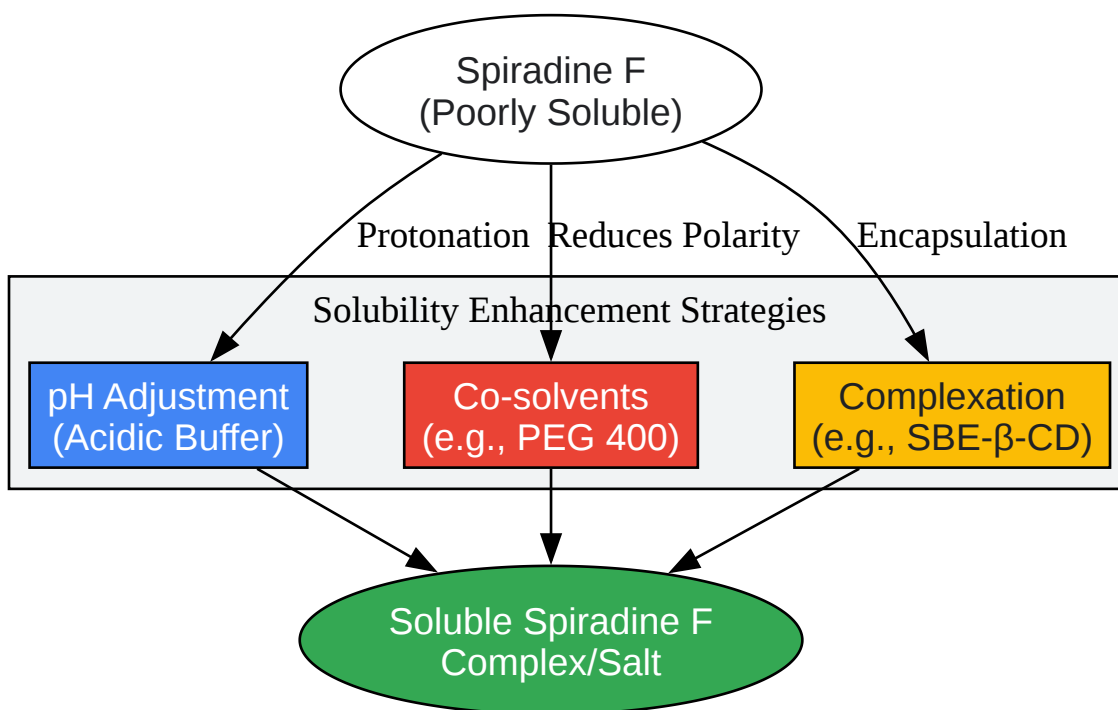 Spiradine F
(Poorly Soluble)
Protonation
Reduces Polarity
Encapsulation
Solubility Enhancement Strategies
pH Adjustment
(Acidic Buffer)
Co-solvents
(e.g., PEG 400)
Complexation
(e.g., SBE-β-CD)
Soluble Spiradine F
Complex/Salt